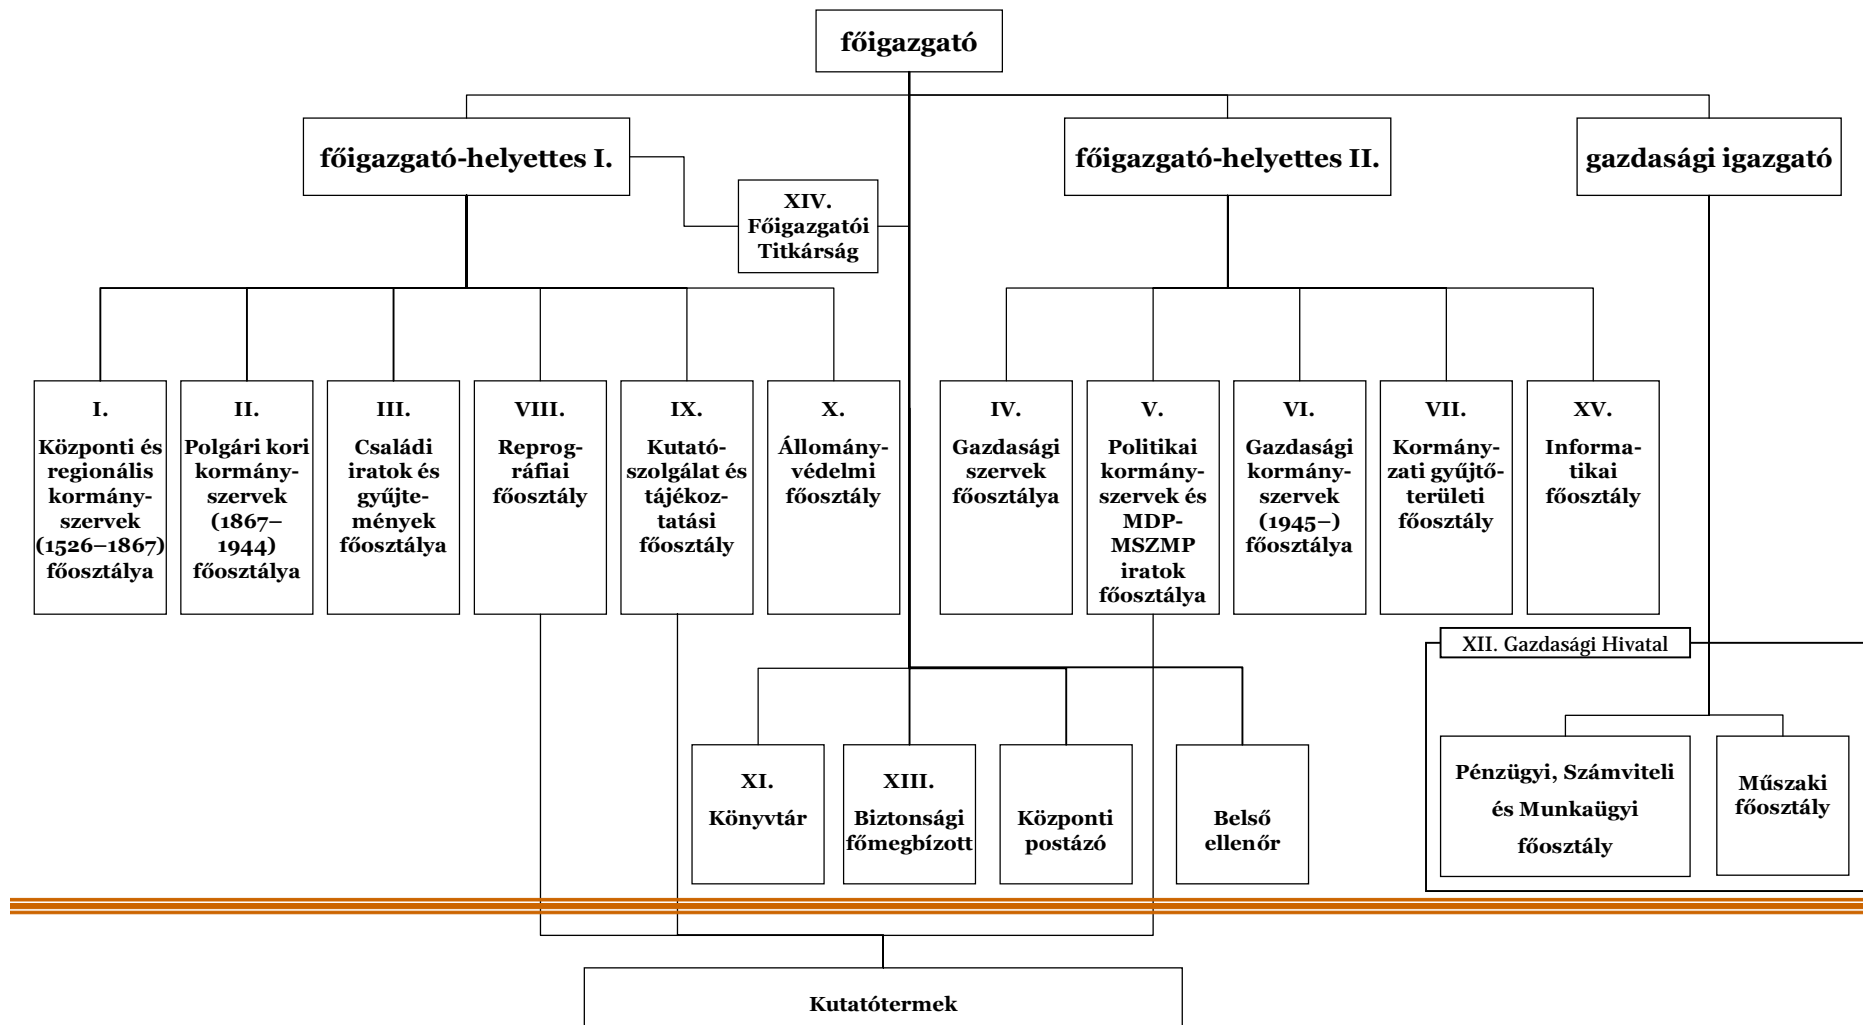 főigazgató
főigazgató-helyettes I.
főigazgató-helyettes II.
gazdasági igazgató
XIV.
Főigazgatói
Titkárság
I.
Központi és
regionális
kormány-
szervek
(1526–1867)
főosztálya
II.
Polgári kori
kormány-
szervek
(1867–
1944)
főosztálya
III.
Családi
iratok és
gyűjte-
mények
főosztálya
VIII.
Reprog-
ráfiai
főosztály
IX.
Kutató-
szolgálat és
tájékoz-
tatási
főosztály
X.
Állomány-
védelmi
főosztály
IV.
Gazdasági
szervek
főosztálya
V.
Politikai
kormány-
szervek és
MDP-
MSZMP
iratok
főosztálya
VI.
Gazdasági
kormány-
szervek
(1945–)
főosztálya
VII.
Kormány-
zati gyűjtő-
területi
főosztály
XV.
Informa-
tikai
főosztály
XII. Gazdasági Hivatal
XI.
Könyvtár
XIII.
Biztonsági
főmegbízott
Központi
postázó
Belső
ellenőr
Pénzügyi, Számviteli
és Munkaügyi
főosztály
Műszaki
főosztály
Kutatótermek